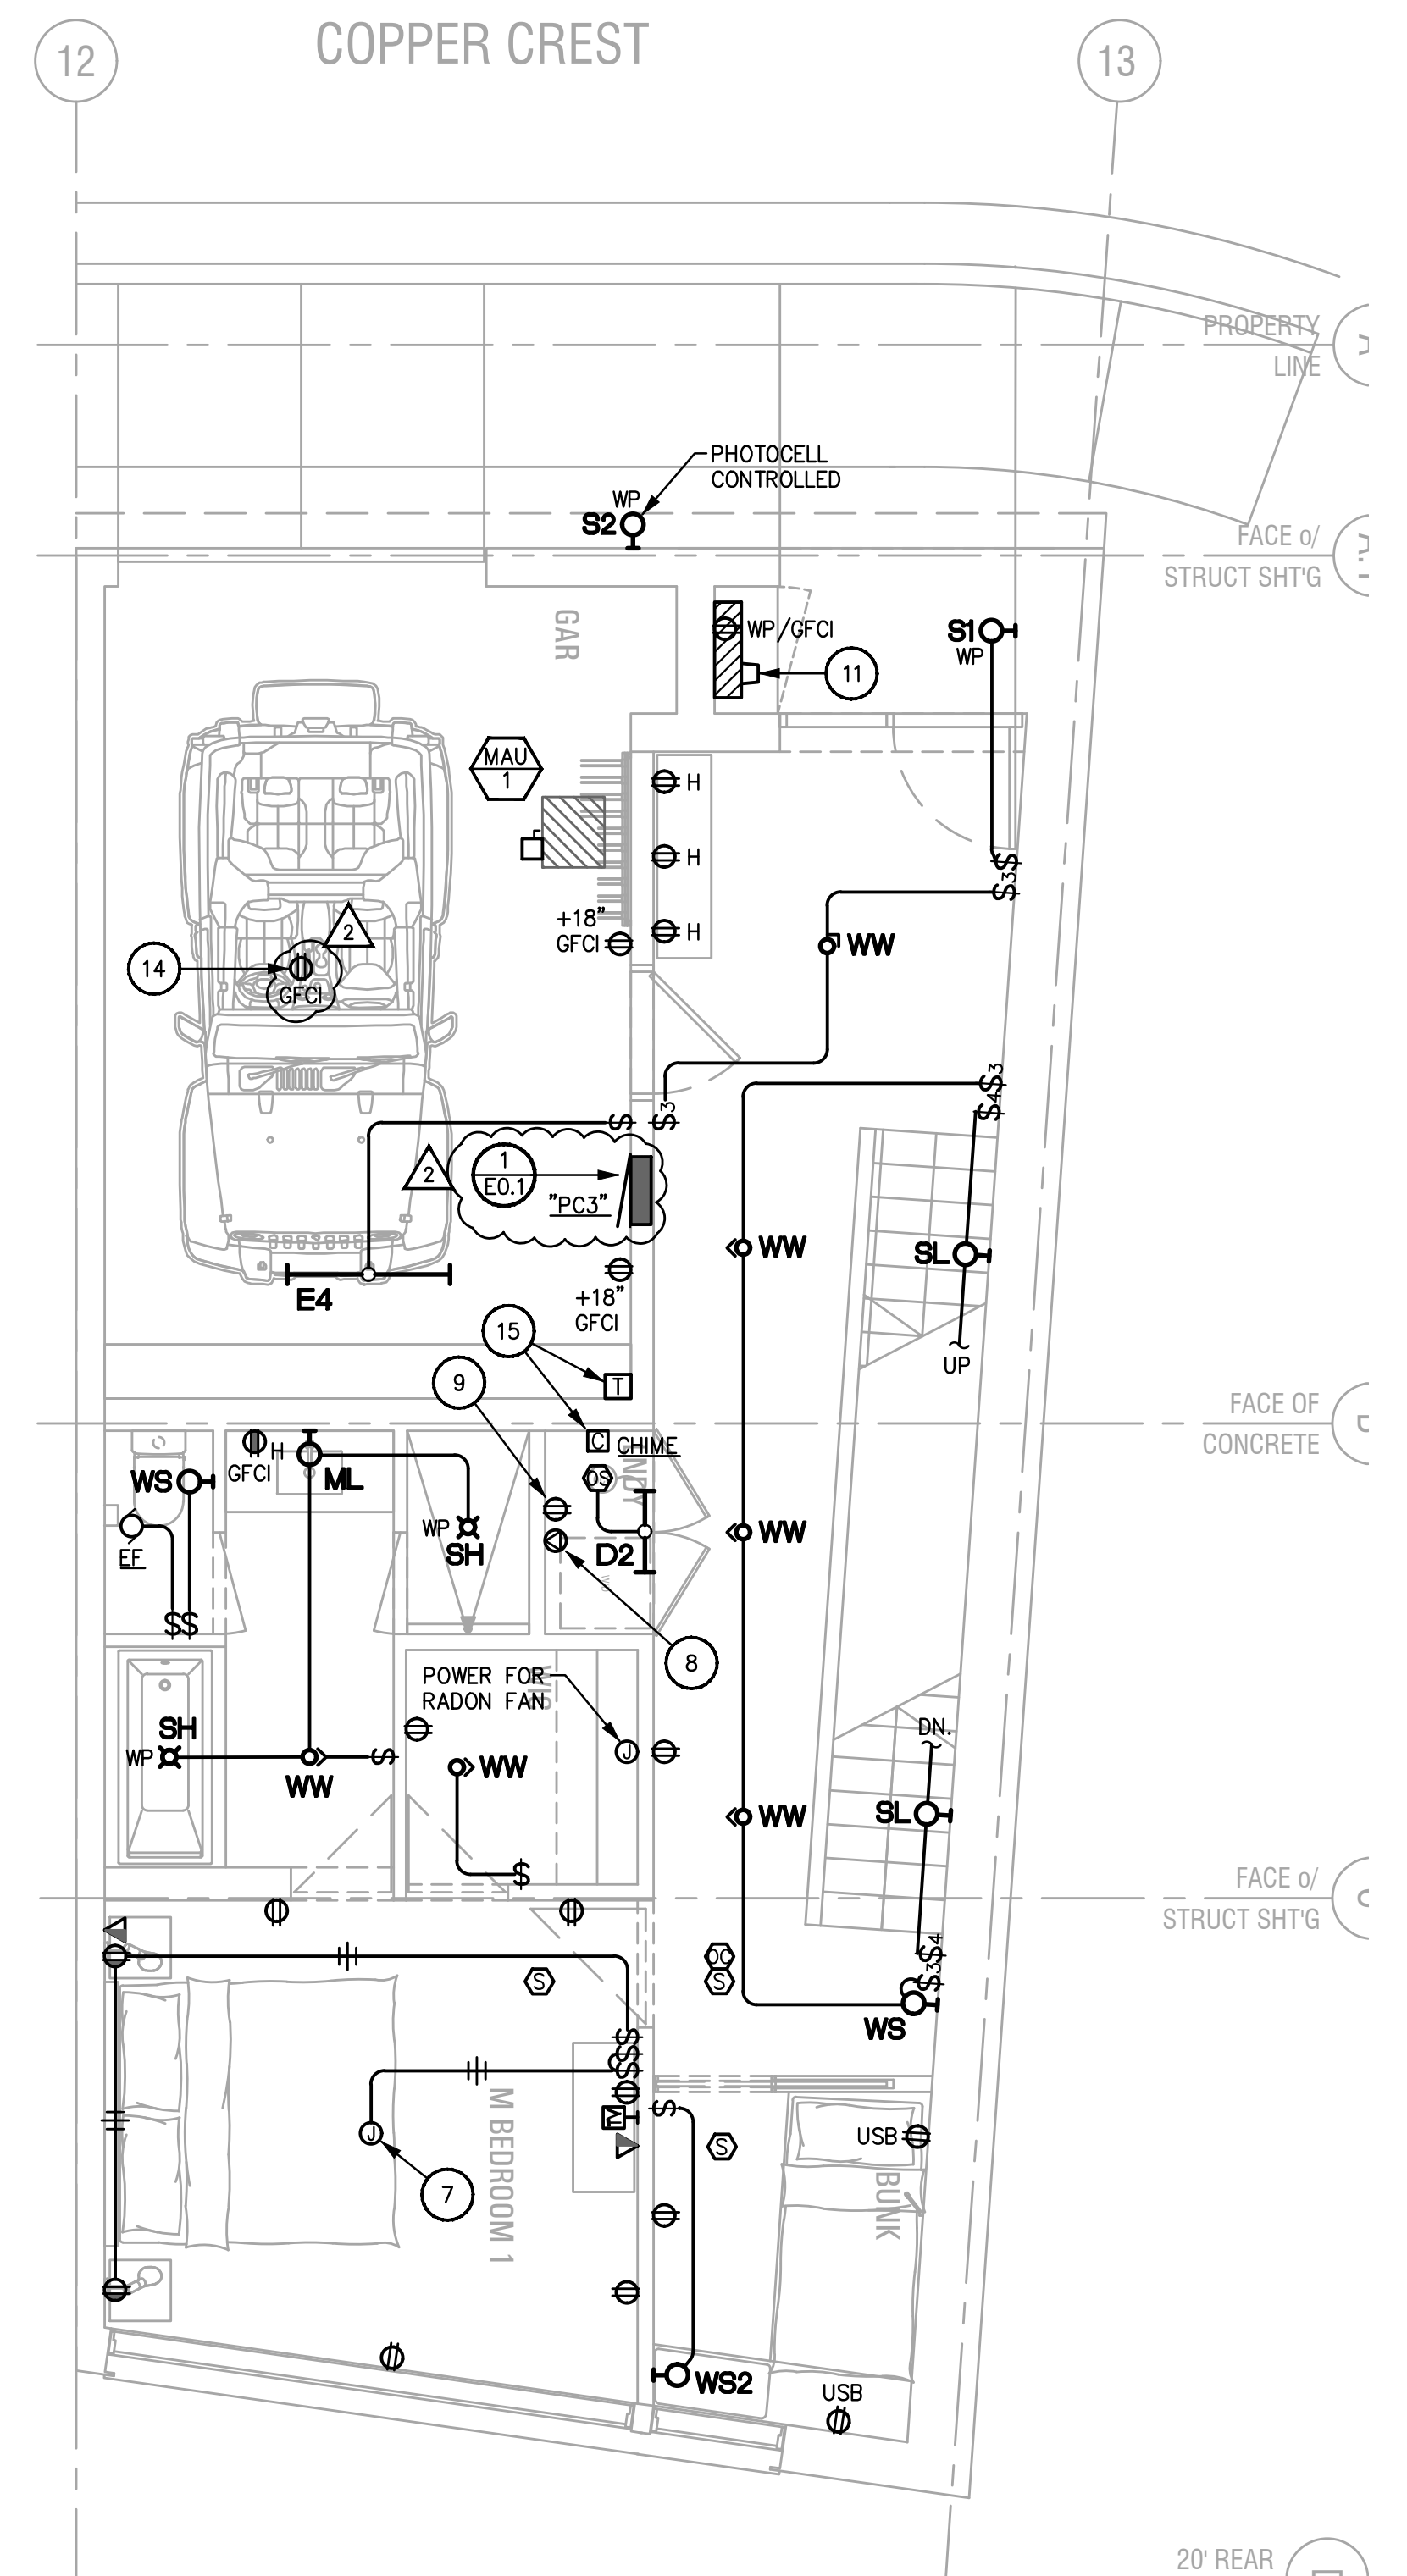 COPPER CREST
12
13
PROPERTY
LINE
A
PHOTOCELL
CONTROLLED
WP
S2
FACE o/
STRUCT SHT'G
GAR
WP/GFCI
S1
WP
11
MAU
1
H
H
H
$
$3
+18"
GFCI
WW
2
14
GFCI
$3
$4
$
$3
2
1
E0.1
"PC3"
WW
SL
E4
+18"
GFCI
15
UP
T
9
FACE OF
CONCRETE
C
CHIME
H
GFCI
ML
WS
OS
NDY
WP
SH
D2
WW
EF
$$
8
POWER FOR
RADON FAN
J
DN.
SH
WP
WW
$
WW
WW
SL
$
FACE o/
STRUCT SHT'G
$4
$3
OC
S
S
WS
$
$
$
M BEDROOM 1
TV
$
J
S
USB
BUNK
7
WS2
USB
20' REAR